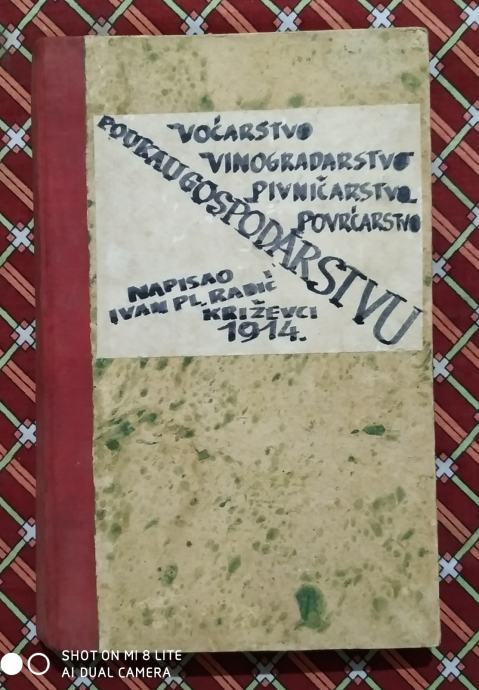 VOĆARSTVO
VINOGRADARSTVO
PIVNIČARSTVO
POVRĆARSTVO
POUKA U GOSPODARSTVU
NAPISAO
IVAN PL. RADIĆ
KRIŽEVCI
1914.
SHOT ON MI 8 LITE
AI DUAL CAMERA